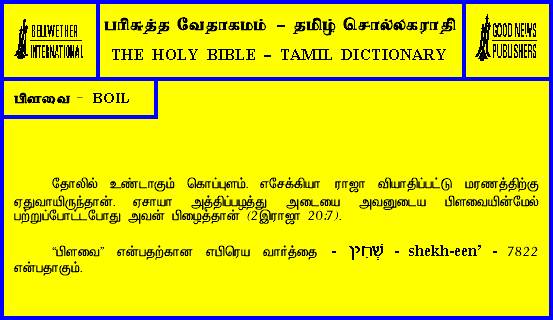 BELLWETHER
INTERNATIONAL
பரிசுத்த வேதாகமம் – தமிழ் சொல்லகராதி
THE HOLY BIBLE – TAMIL DICTIONARY
GOOD NEWS
PUBLISHERS
பிளவை - BOIL
தோலில் உண்டாகும் கொப்புளம். எசேக்கியா ராஜா வியாதிப்பட்டு மரணத்திற்கு
ஏதுவாயிருந்தான். ஏசாயா அத்திப்பழத்து அடையை அவனுடைய பிளவையின்மேல்
பற்றுப்போட்டபோது அவன் பிழைத்தான் (2இராஜா 20:7).
“பிளவை” என்பதற்கான எபிரெய வார்த்தை - שְׁחִין - shekh-een’ - 7822
என்பதாகும்.